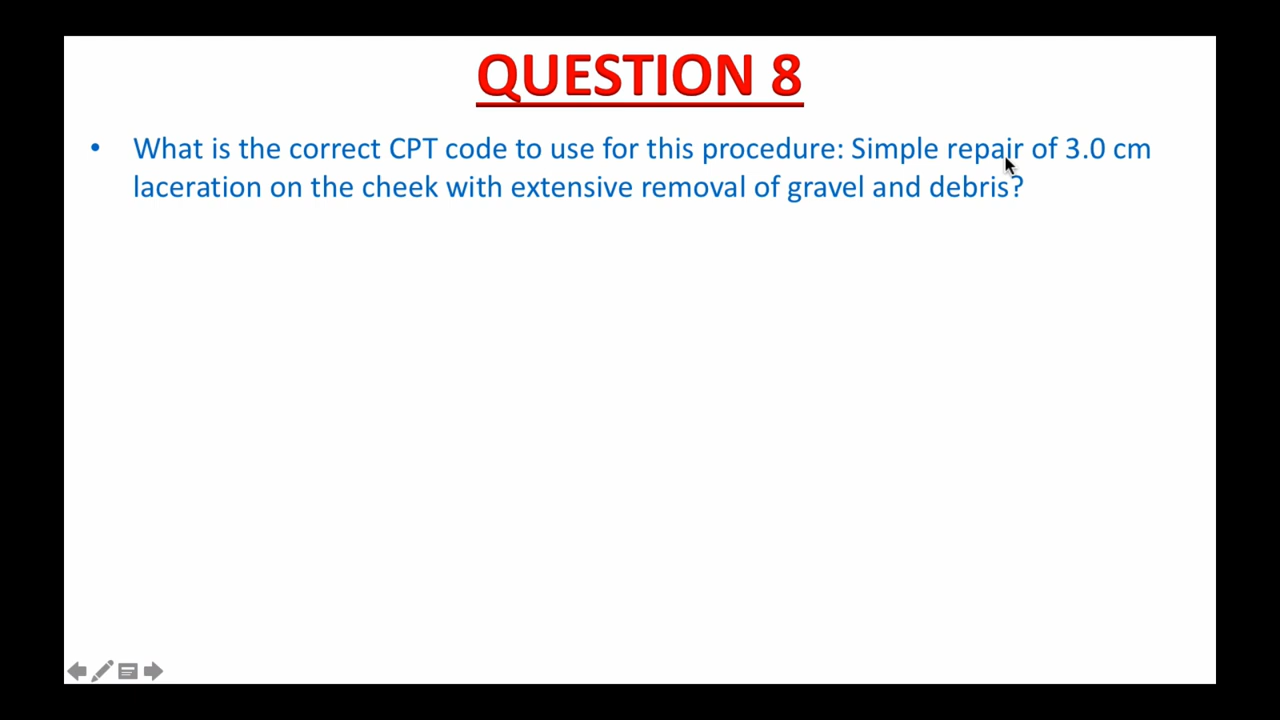 QUESTION 8
• What is the correct CPT code to use for this procedure: Simple repair of 3.0 cm
laceration on the cheek with extensive removal of gravel and debris?